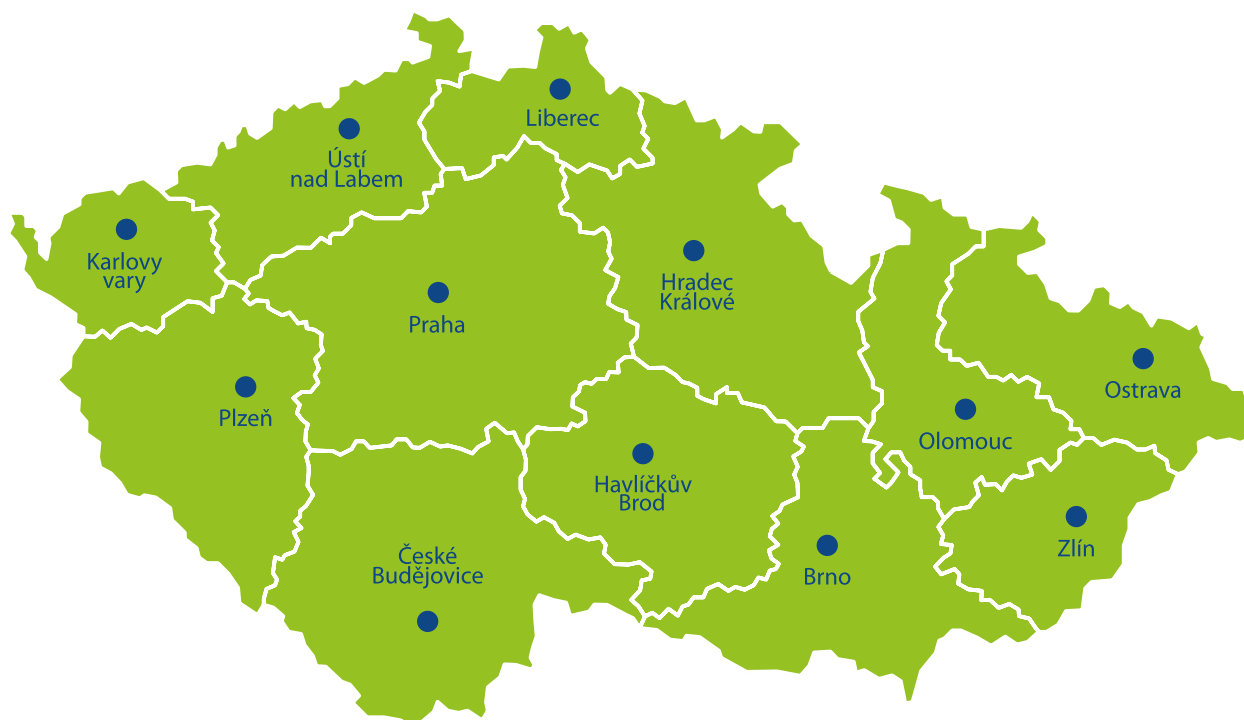 Liberec
Ústí
nad Labem
Karlovy
vary
Hradec
Králové
Praha
Ostrava
Plzeň
Olomouc
Havlíčkův
Brod
Zlín
České
Budějovice
Brno